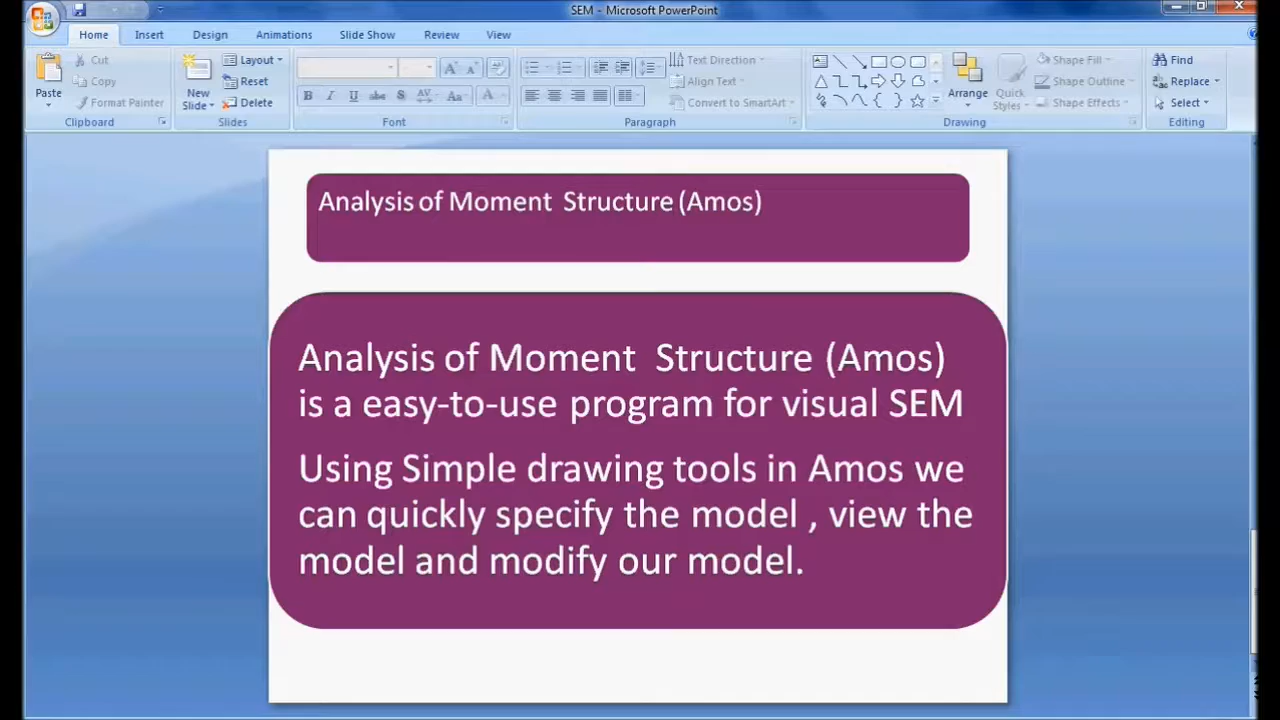 SEM - Microsoft PowerPoint
Home Insert Design Animations Slide Show Review View
Paste
Cut
Copy
Format Painter
Clipboard
New
Slide
Layout
Reset
Delete
Slides
Font
Text Direction
Align Text
Convert to SmartArt
Paragraph
Arrange
Quick
Styles
Shape Fill
Shape Outline
Shape Effects
Drawing
Find
Replace
Select
Editing
Analysis of Moment Structure (Amos)
Analysis of Moment Structure (Amos)
is a easy-to-use program for visual SEM
Using Simple drawing tools in Amos we
can quickly specify the model , view the
model and modify our model.